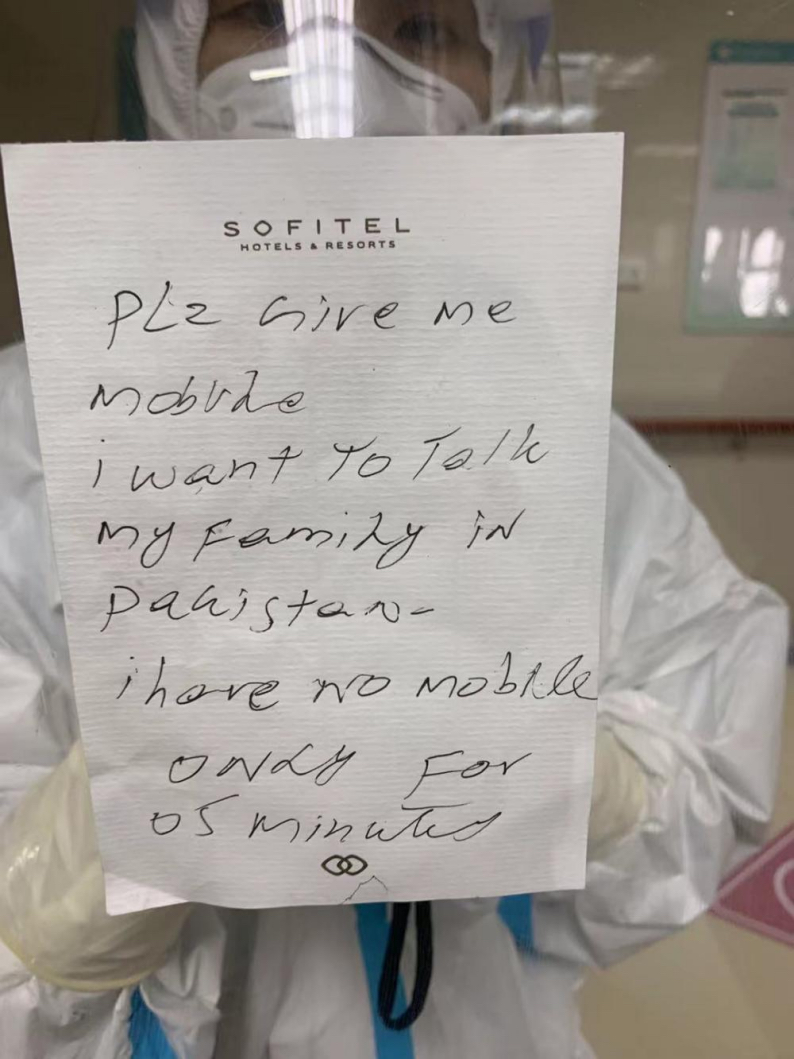 SOFITEL
HOTELS & RESORTS
PLz Give me
mobile
i want To Talk
my Family iN
Pakistan-
i have no mobile
ONLY For
05 minutes